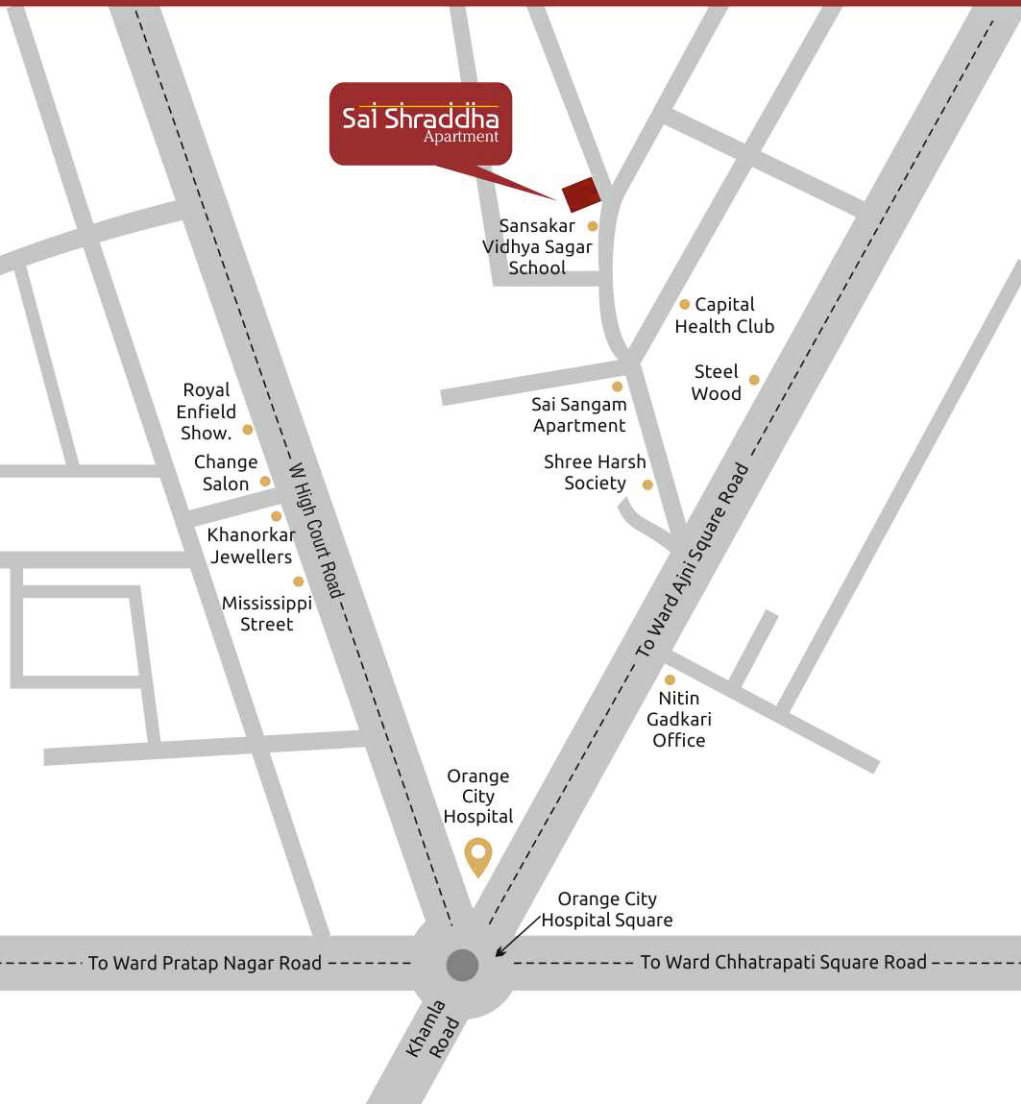 Sai Shraddha
Apartment
Sansakar
Vidhya Sagar
School
Capital
Health Club
Steel
Wood
Royal
Enfield
Show.
Sai Sangam
Apartment
Change
Salon
Shree Harsh
Society
W High Court Road
To Ward Ajni Square Road
Khanorkar
Jewellers
Mississippi
Street
Nitin
Gadkari
Office
Orange
City
Hospital
Orange City
Hospital Square
To Ward Pratap Nagar Road
To Ward Chhatrapati Square Road
Khamla
Road